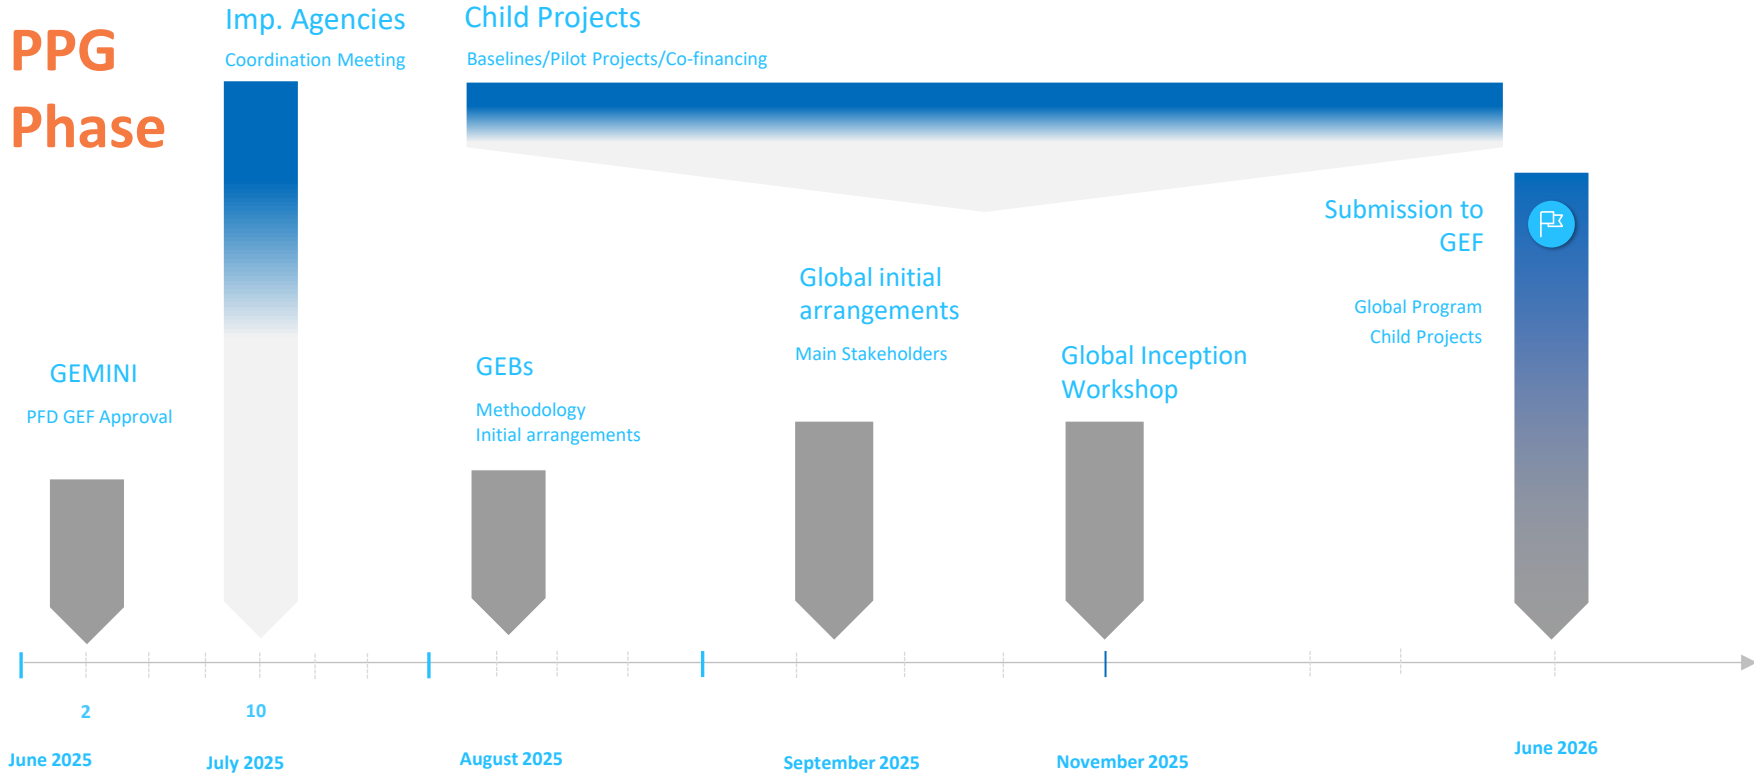 PPG
Phase
Imp. Agencies
Coordination Meeting
Child Projects
Baselines/Pilot Projects/Co-financing
Submission to
GEF
Global Program
Child Projects
Global initial
arrangements
Main Stakeholders
Global Inception
Workshop
GEBs
Methodology
Initial arrangements
GEMINI
PFD GEF Approval
2
10
June 2025
July 2025
August 2025
September 2025
November 2025
June 2026